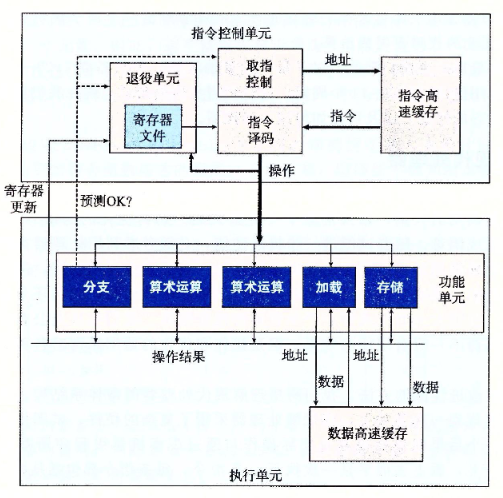 指令控制单元
退役单元
取指
控制
地址
指令高
速缓存
寄存器
文件
指令
译码
指令
操作
寄存器
更新
预测OK?
分支
算术运算
算术运算
加载
存储
功能
单元
操作结果
地址
地址
数据
数据
数据高速缓存
执行单元